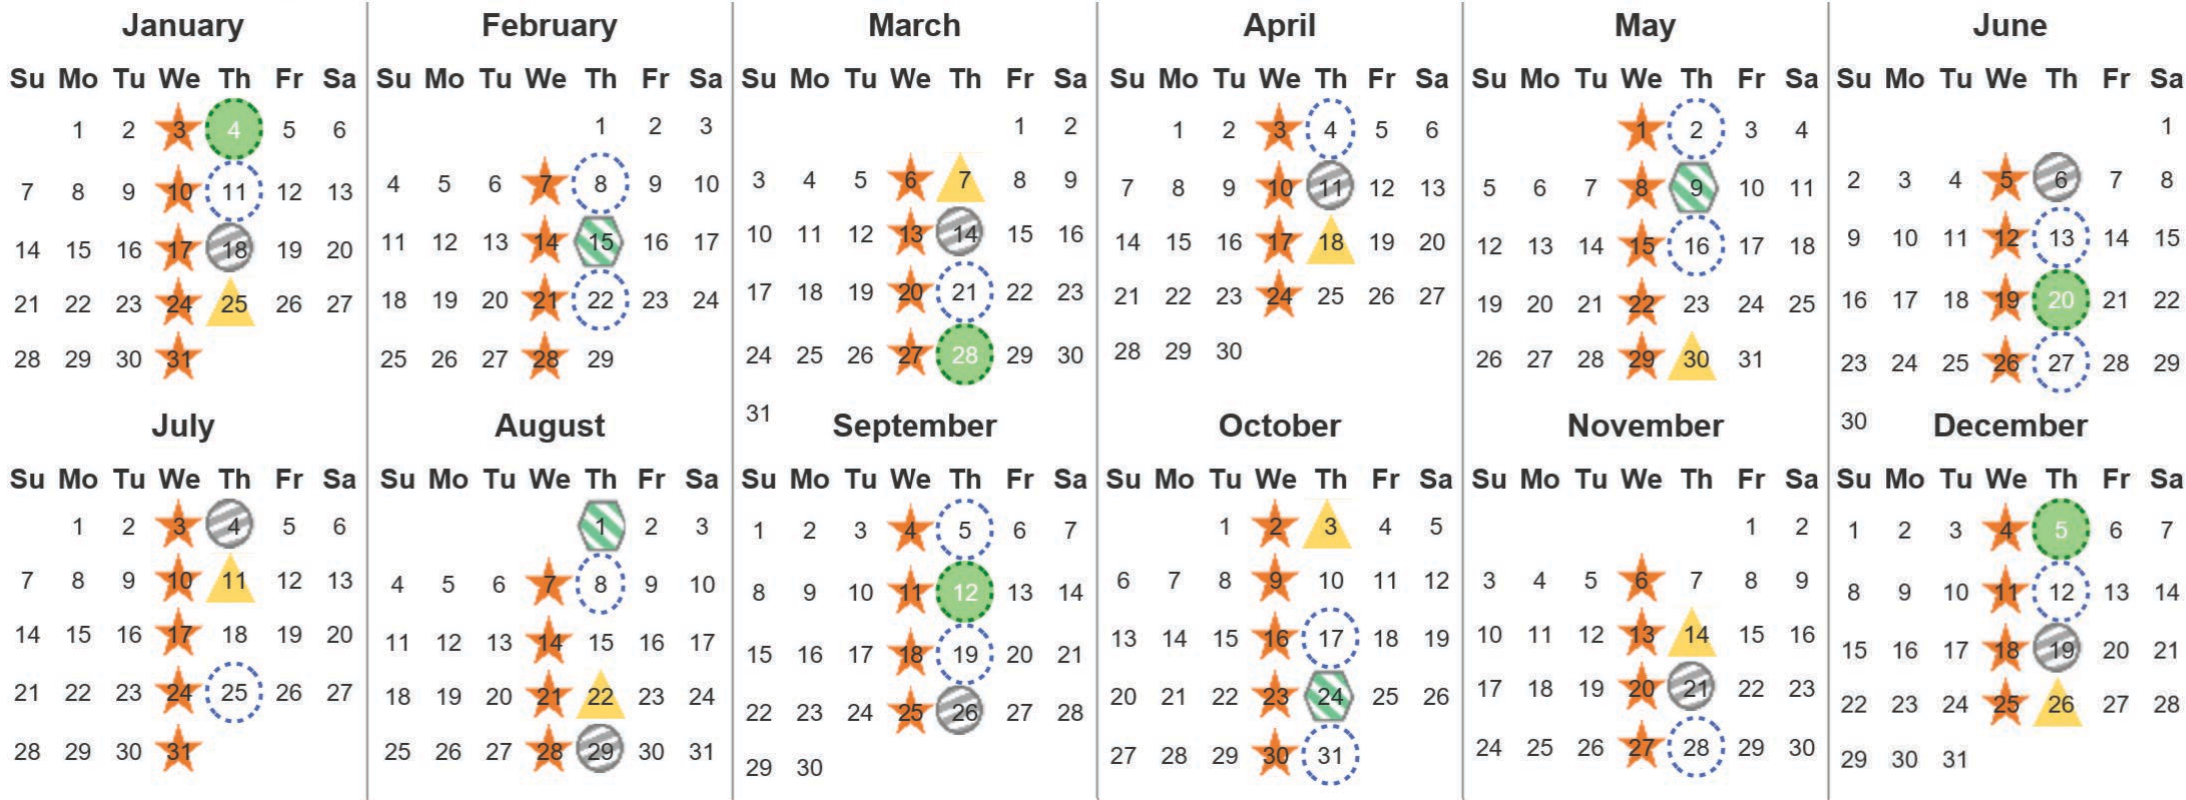 January
Su Mo Tu We Th Fr Sa
1 2 3 4 5 6
7 8 9 10 11 12 13
14 15 16 17 18 19 20
21 22 23 24 25 26 27
28 29 30 31
February
Su Mo Tu We Th Fr Sa
1 2 3
4 5 6 7 8 9 10
11 12 13 14 15 16 17
18 19 20 21 22 23 24
25 26 27 28 29
March
Su Mo Tu We Th Fr Sa
1 2
3 4 5 6 7 8 9
10 11 12 13 14 15 16
17 18 19 20 21 22 23
24 25 26 27 28 29 30
31
April
Su Mo Tu We Th Fr Sa
1 2 3 4 5 6
7 8 9 10 11 12 13
14 15 16 17 18 19 20
21 22 23 24 25 26 27
28 29 30
May
Su Mo Tu We Th Fr Sa
1 2 3 4
5 6 7 8 9 10 11
12 13 14 15 16 17 18
19 20 21 22 23 24 25
26 27 28 29 30 31
June
Su Mo Tu We Th Fr Sa
1
2 3 4 5 6 7 8
9 10 11 12 13 14 15
16 17 18 19 20 21 22
23 24 25 26 27 28 29
30
July
Su Mo Tu We Th Fr Sa
1 2 3 4 5 6
7 8 9 10 11 12 13
14 15 16 17 18 19 20
21 22 23 24 25 26 27
28 29 30 31
August
Su Mo Tu We Th Fr Sa
1 2 3
4 5 6 7 8 9 10
11 12 13 14 15 16 17
18 19 20 21 22 23 24
25 26 27 28 29 30 31
September
Su Mo Tu We Th Fr Sa
1 2 3 4 5 6 7
8 9 10 11 12 13 14
15 16 17 18 19 20 21
22 23 24 25 26 27 28
29 30
October
Su Mo Tu We Th Fr Sa
1 2 3 4 5
6 7 8 9 10 11 12
13 14 15 16 17 18 19
20 21 22 23 24 25 26
27 28 29 30 31
November
Su Mo Tu We Th Fr Sa
1 2
3 4 5 6 7 8 9
10 11 12 13 14 15 16
17 18 19 20 21 22 23
24 25 26 27 28 29 30
December
Su Mo Tu We Th Fr Sa
1 2 3 4 5 6 7
8 9 10 11 12 13 14
15 16 17 18 19 20 21
22 23 24 25 26 27 28
29 30 31